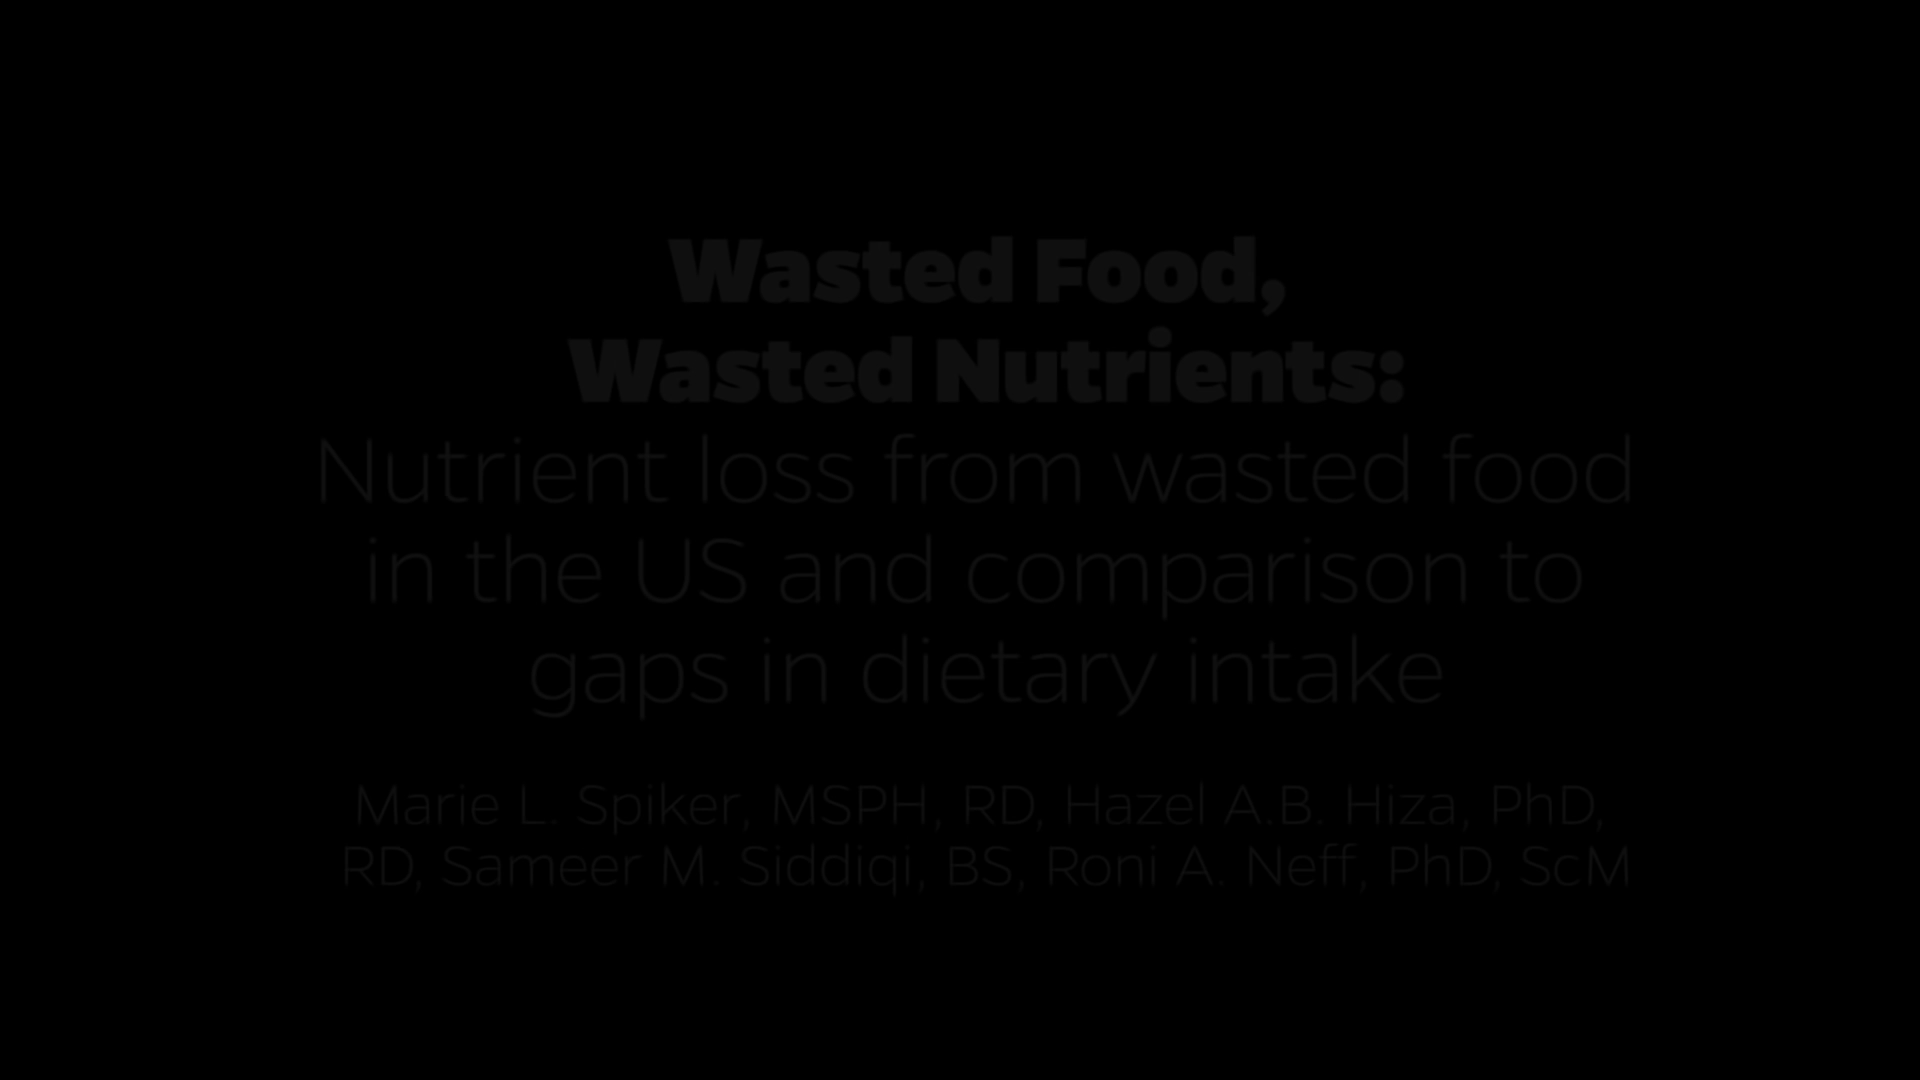 Wasted Food,
Wasted Nutrients:
Nutrient loss from wasted food
in the US and comparison to
gaps in dietary intake
Marie L. Spiker, MSPH, RD, Hazel A.B. Hiza, PhD,
RD, Sameer M. Siddiqi, BS, Roni A. Neff, PhD, ScM